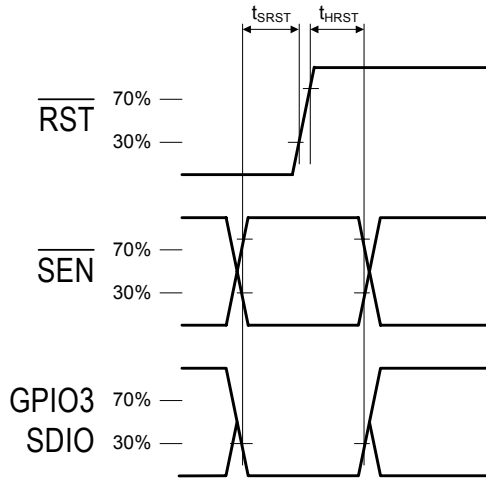 tSRST tHRST
70%
RST
30%
70%
SEN
30%
GPIO3 70%
SDIO 30%